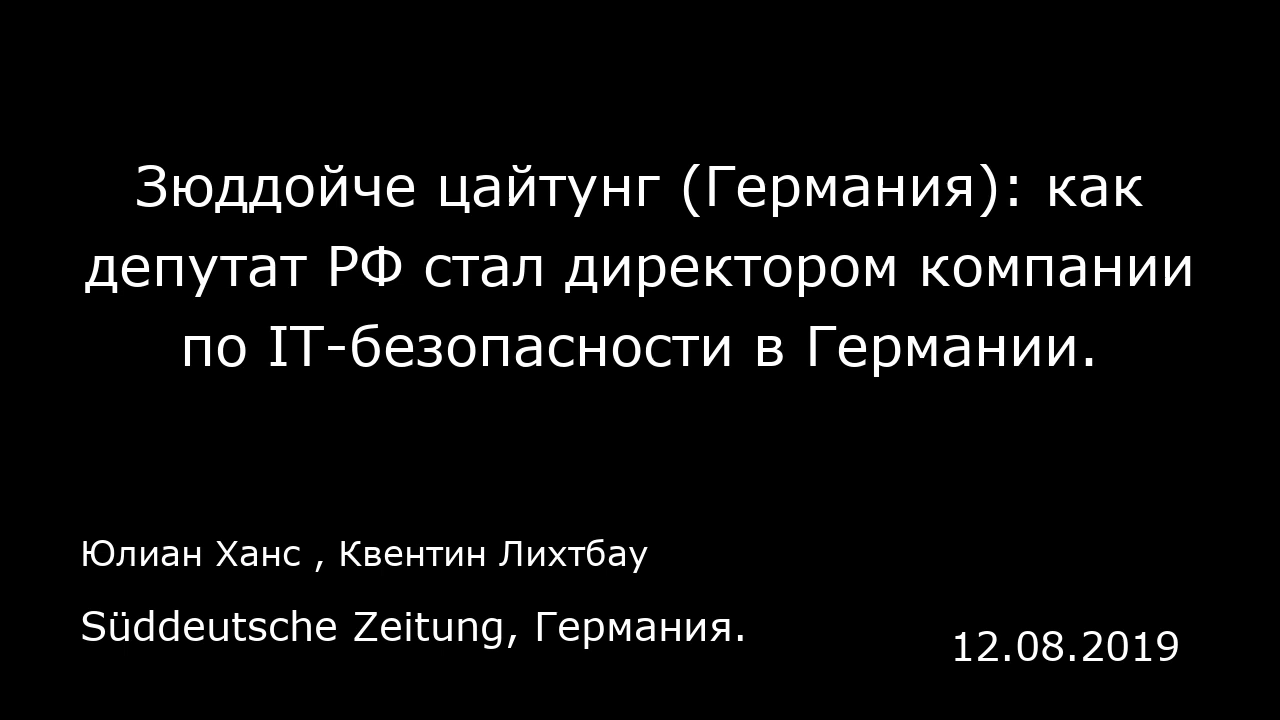 Зюддойче цайтунг (Германия): как
депутат РФ стал директором компании
по IT-безопасности в Германии.
Юлиан Ханс , Квентин Лихтбау
Süddeutsche Zeitung, Германия.
12.08.2019